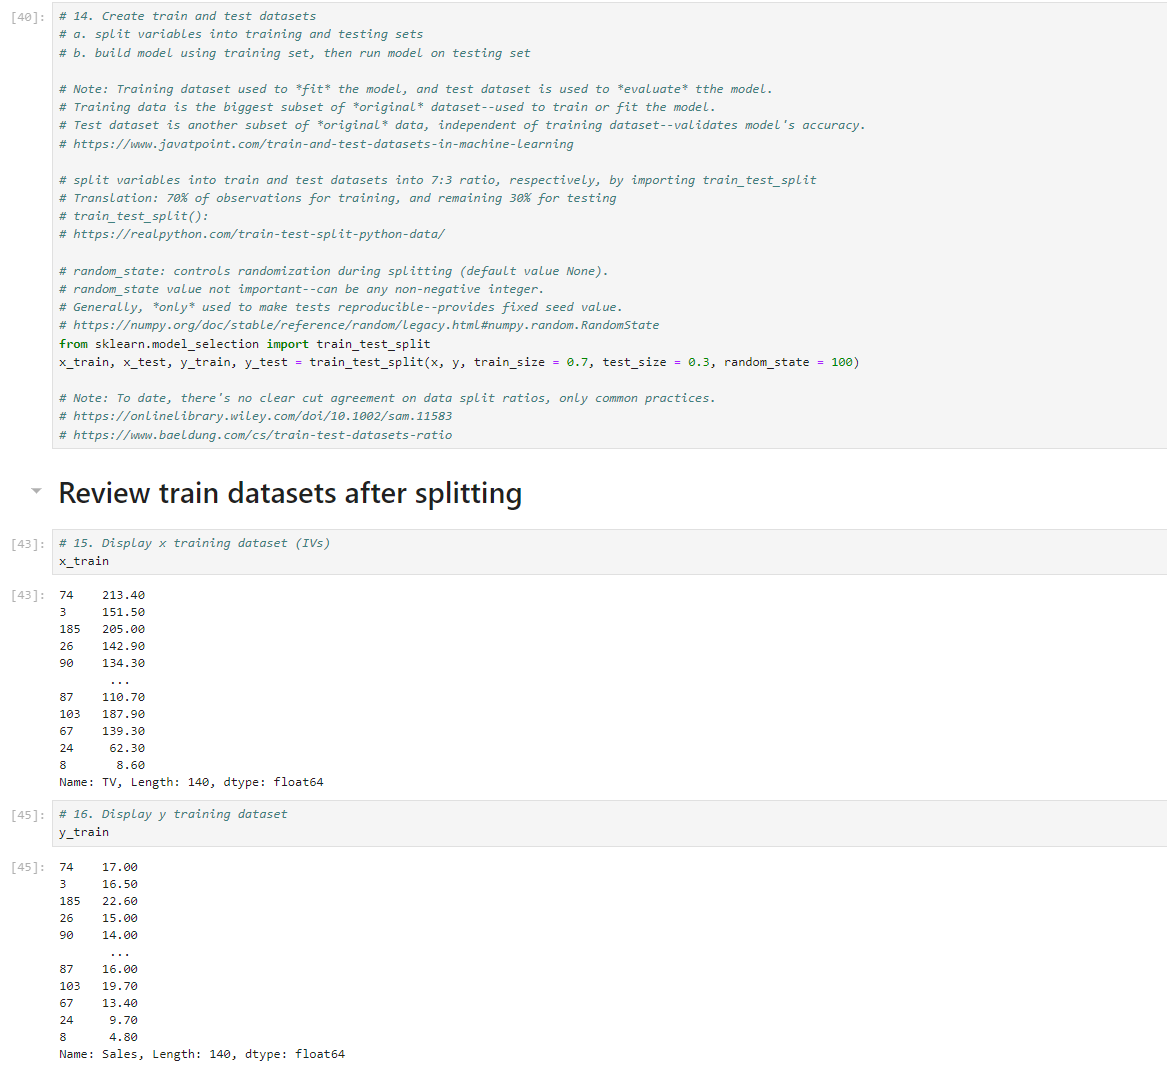 [40]: # 14. Create train and test datasets
# a. split variables into training and testing sets
# b. build model using training set, then run model on testing set
# Note: Training dataset used to *fit* the model, and test dataset is used to *evaluate* tthe model.
# Training data is the biggest subset of *original* dataset--used to train or fit the model.
# Test dataset is another subset of *original* data, independent of training dataset--validates model's accuracy.
# https://www.javatpoint.com/train-and-test-datasets-in-machine-learning
# split variables into train and test datasets into 7:3 ratio, respectively, by importing train_test_split
# Translation: 70% of observations for training, and remaining 30% for testing
# train_test_split():
# https://realpython.com/train-test-split-python-data/
# random_state: controls randomization during splitting (default value None).
# random_state value not important--can be any non-negative integer.
# Generally, *only* used to make tests reproducible--provides fixed seed value.
# https://numpy.org/doc/stable/reference/random/legacy.html#numpy.random.RandomState
from sklearn.model_selection import train_test_split
x_train, x_test, y_train, y_test = train_test_split(x, y, train_size = 0.7, test_size = 0.3, random_state = 100)
# Note: To date, there's no clear cut agreement on data split ratios, only common practices.
# https://onlinelibrary.wiley.com/doi/10.1002/sam.11583
# https://www.baeldung.com/cs/train-test-datasets-ratio
Review train datasets after splitting
[43]: # 15. Display x training dataset (IVs)
x_train
[43]: 74 213.40
3 151.50
185 205.00
26 142.90
90 134.30
...
87 110.70
103 187.90
67 139.30
24 62.30
8 8.60
Name: TV, Length: 140, dtype: float64
[45]: # 16. Display y training dataset
y_train
[45]: 74 17.00
3 16.50
185 22.60
26 15.00
90 14.00
...
87 16.00
103 19.70
67 13.40
24 9.70
8 4.80
Name: Sales, Length: 140, dtype: float64